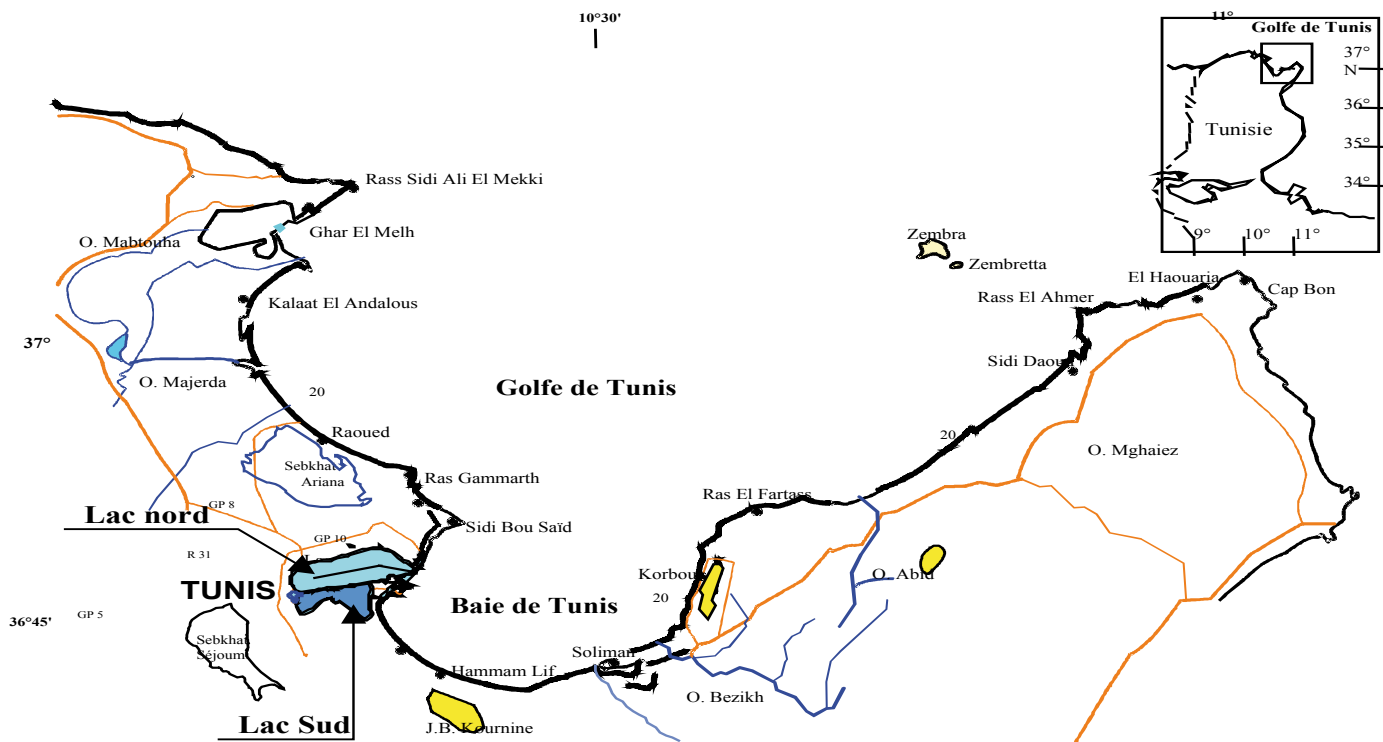 10°30'
11°
Golfe de Tunis
37°
N
36°
35°
34°
Tunisie
9°
10°
11°
Rass Sidi Ali El Mekki
Ghar El Melh
O. Mabtouha
Zembra
Zembretta
El Haouaria
Cap Bon
Rass El Ahmer
Kalaat El Andalous
37°
Sidi Daoud
O. Majerda
20
Golfe de Tunis
Raoued
20
O. Mghaiez
Sebkhat
Ariana
Ras Gammarth
GP 8
Ras El Fartass
Lac nord
Sidi Bou Saïd
GP 10
R 31
O. Abid
Korbous
TUNIS
20
Baie de Tunis
36°45'
GP 5
Sebkhat
Séjoumi
Soliman
Hammam Lif
O. Bezikh
Lac Sud
J.B. Kournine